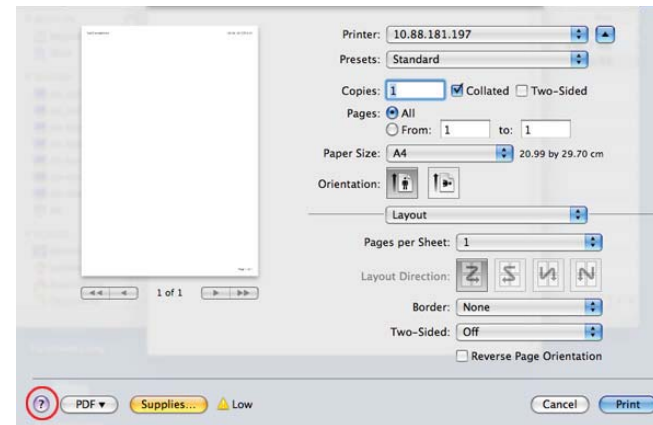 Printer: 10.88.181.197
Presets: Standard
Copies: 1 Collated Two-Sided
Pages: All
From: 1 to: 1
Paper Size: A4 20.99 by 29.70 cm
Orientation:
Layout
Pages per Sheet: 1
Layout Direction:
1 of 1
Border: None
Two-Sided: Off
Reverse Page Orientation
? PDF Supplies... Low Cancel Print